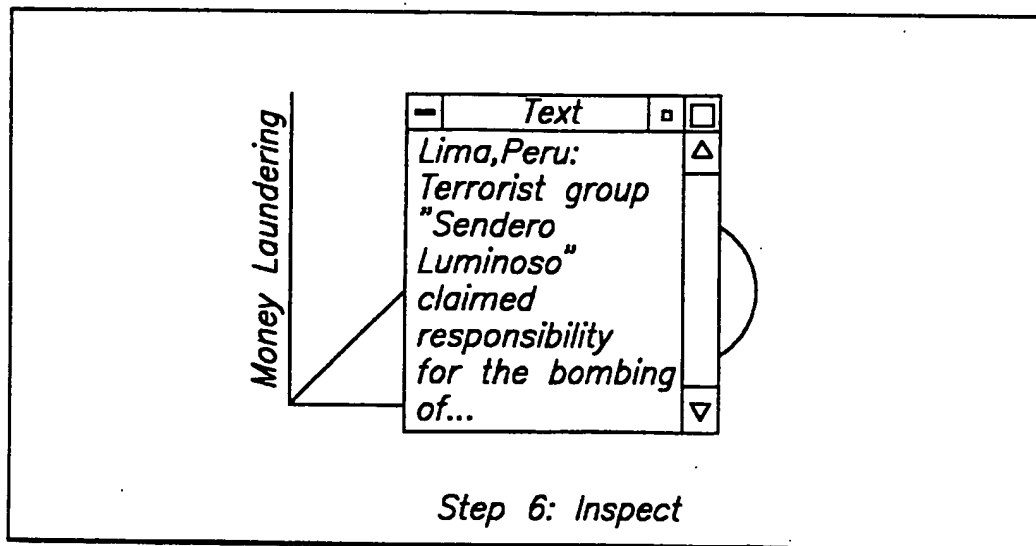 Money Laundering
Text
Lima,Peru:
Terrorist group
"Sendero
Luminoso"
claimed
responsibility
for the bombing
of...
Step 6: Inspect